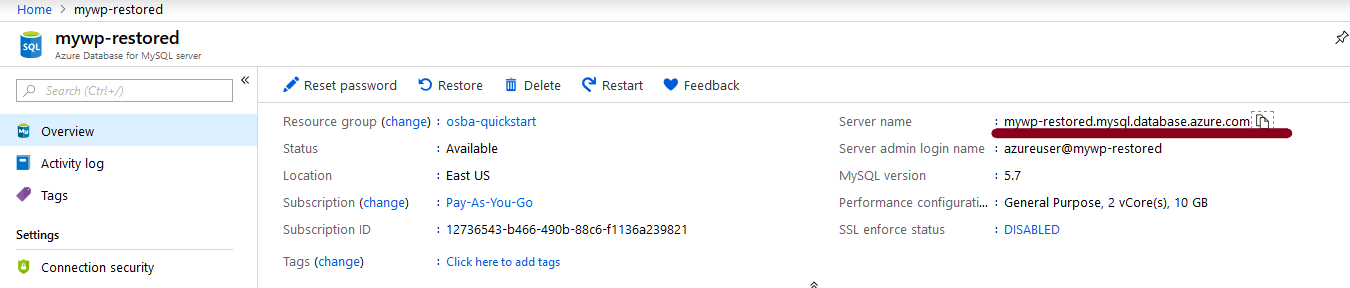 Home > mywp-restored
mywp-restored
SQL
Azure Database for MySQL server
Search (Ctrl+/)
«
Reset password
Restore
Delete
Restart
Feedback
My
Overview
Activity log
Tags
Settings
Connection security
Resource group (change) : osba-quickstart
Status : Available
Location : East US
Subscription (change) : Pay-As-You-Go
Subscription ID : 12736543-b466-490b-88c6-f1136a239821
Tags (change) : Click here to add tags
Server name : mywp-restored.mysql.database.azure.com
Server admin login name : azureuser@mywp-restored
MySQL version : 5.7
Performance configurati... : General Purpose, 2 vCore(s), 10 GB
SSL enforce status : DISABLED